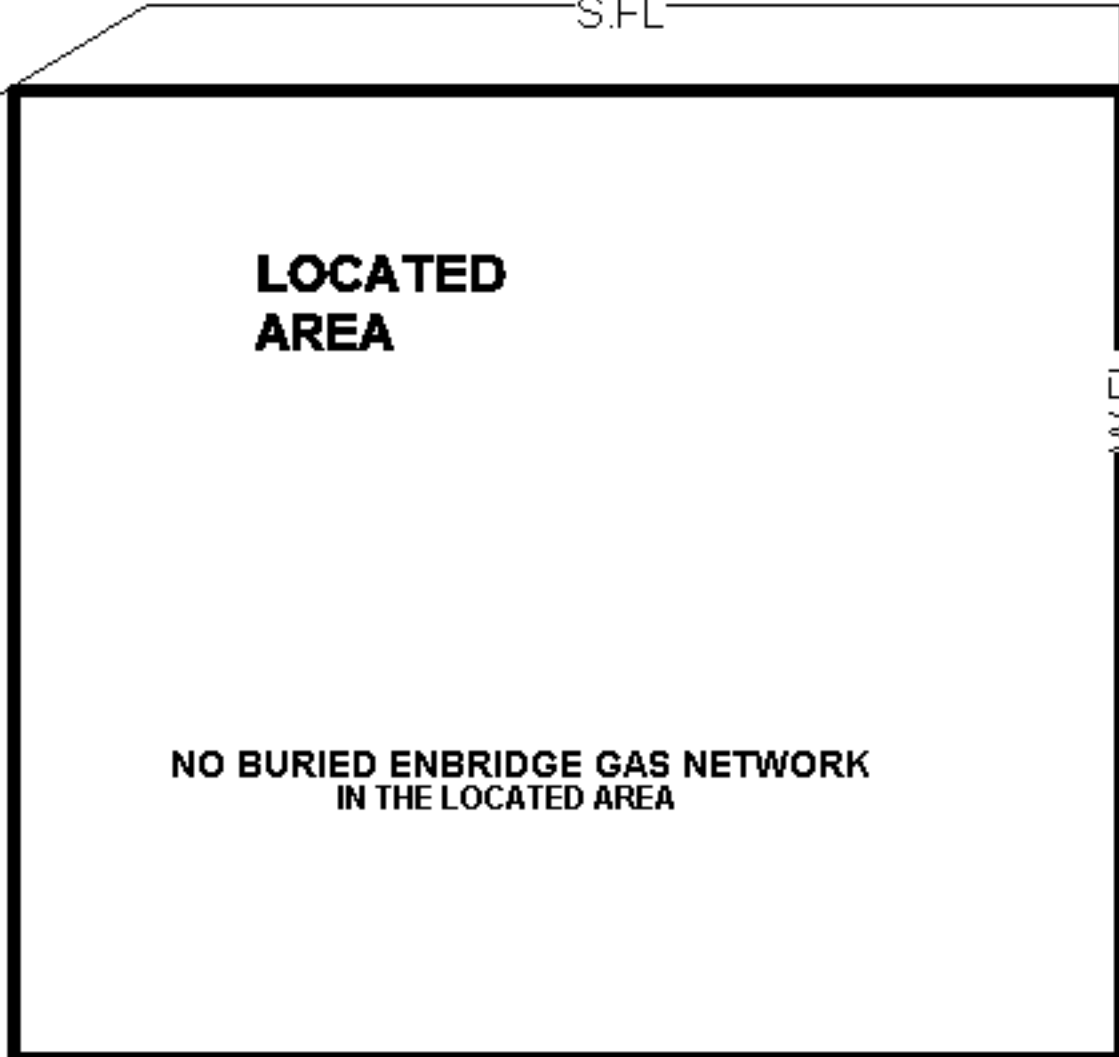 S.FL
LOCATED
AREA
NO BURIED ENBRIDGE GAS NETWORK
IN THE LOCATED AREA